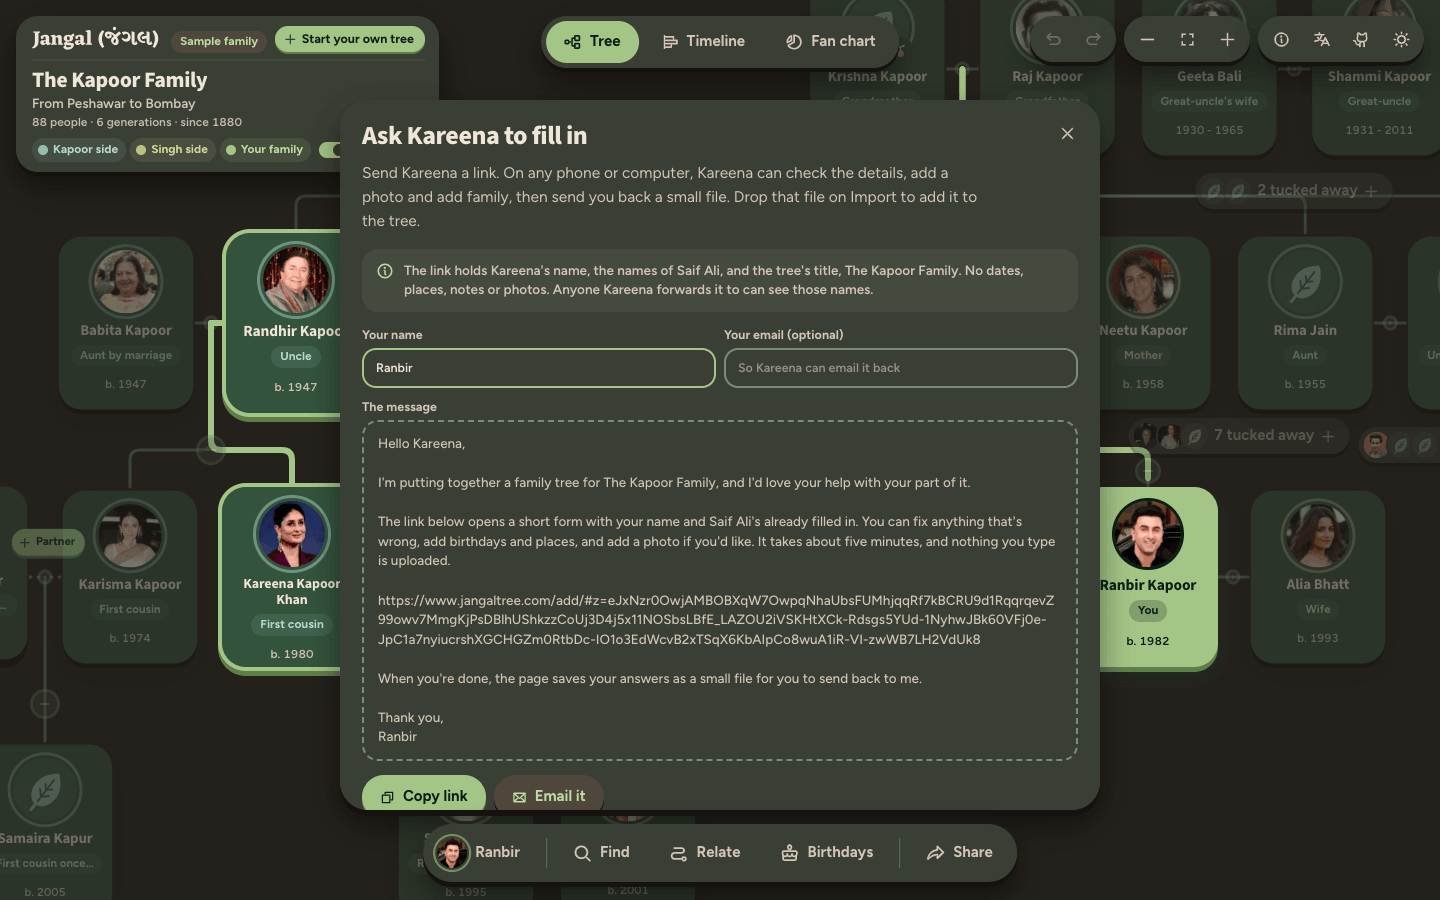 Jangal (જંગલ)
Sample family
+ Start your own tree
The Kapoor Family
From Peshawar to Bombay
88 people · 6 generations · since 1880
Kapoor side
Singh side
Your family
Tree
Timeline
Fan chart
Krishna Kapoor
Grandmother
Raj Kapoor
Grandfather
Geeta Bali
Great-uncle's wife
1930 - 1965
Shammi Kapoor
Great-uncle
1931 - 2011
2 tucked away +
Ask Kareena to fill in
Send Kareena a link. On any phone or computer, Kareena can check the details, add a
photo and add family, then send you back a small file. Drop that file on Import to add it to
the tree.
The link holds Kareena's name, the names of Saif Ali, and the tree's title, The Kapoor Family. No dates,
places, notes or photos. Anyone Kareena forwards it to can see those names.
Your name
Your email (optional)
Ranbir
So Kareena can email it back
The message
Hello Kareena,
I'm putting together a family tree for The Kapoor Family, and I'd love your help with your part of it.
The link below opens a short form with your name and Saif Ali's already filled in. You can fix anything that's
wrong, add birthdays and places, and add a photo if you'd like. It takes about five minutes, and nothing you type
is uploaded.
https://www.jangaltree.com/add/#z=eJxNzr0OwjAMBOBXqW7OwpqNhaUbsFUMhjqqRf7kBCRU9d1RqqrqevZ
99owv7MmgKjPsDBlhUShkzzCoUj3D4j5x11NOSbsLBfE_LAZOU2iVSKHtXCk-Rdsgs5YUd-1NyhwJBk60VFj0e-
JpC1a7nyiucrshXGCHGZm0RtbDc-IO1o3EdWcvB2xTSqX6KbAIpCo8wuA1iR-VI-zwWB7LH2VdUk8
When you're done, the page saves your answers as a small file for you to send back to me.
Thank you,
Ranbir
Copy link
Email it
Babita Kapoor
Aunt by marriage
b. 1947
Randhir Kapoo
Uncle
b. 1947
Neetu Kapoor
Mother
b. 1958
Rima Jain
Aunt
b. 1955
7 tucked away +
+ Partner
Karisma Kapoor
First cousin
b. 1974
Kareena Kapoor
Khan
First cousin
b. 1980
Ranbir Kapoor
You
b. 1982
Alia Bhatt
Wife
b. 1993
Samaira Kapur
First cousin once...
b. 2005
b. 1995
b. 2001
Ranbir
Find
Relate
Birthdays
Share